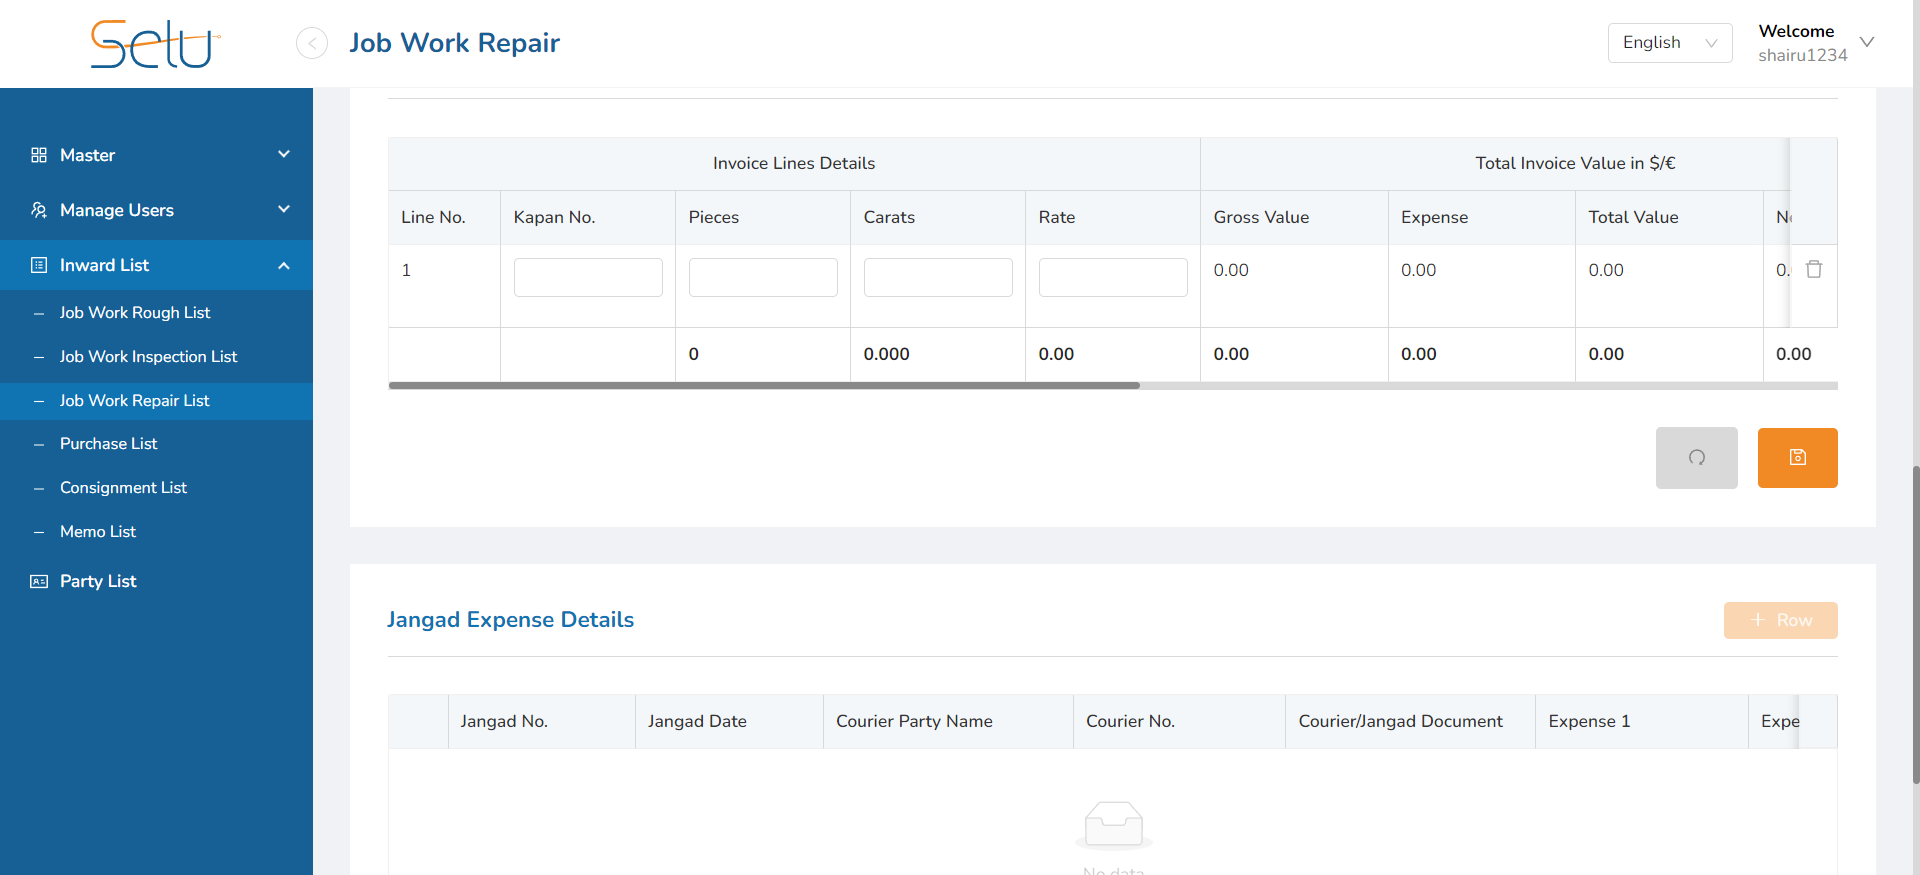 Setu
Job Work Repair
English
Welcome
shairu1234
Master
Manage Users
Inward List
Job Work Rough List
Job Work Inspection List
Job Work Repair List
Purchase List
Consignment List
Memo List
Party List
Invoice Lines Details
Total Invoice Value in $/€
Line No. Kapan No. Pieces Carats Rate Gross Value Expense Total Value
1 0.00 0.00 0.00
0 0.000 0.00 0.00 0.00 0.00 0.00
Jangad Expense Details
+ Row
Jangad No. Jangad Date Courier Party Name Courier No. Courier/Jangad Document Expense 1 Expe
No data